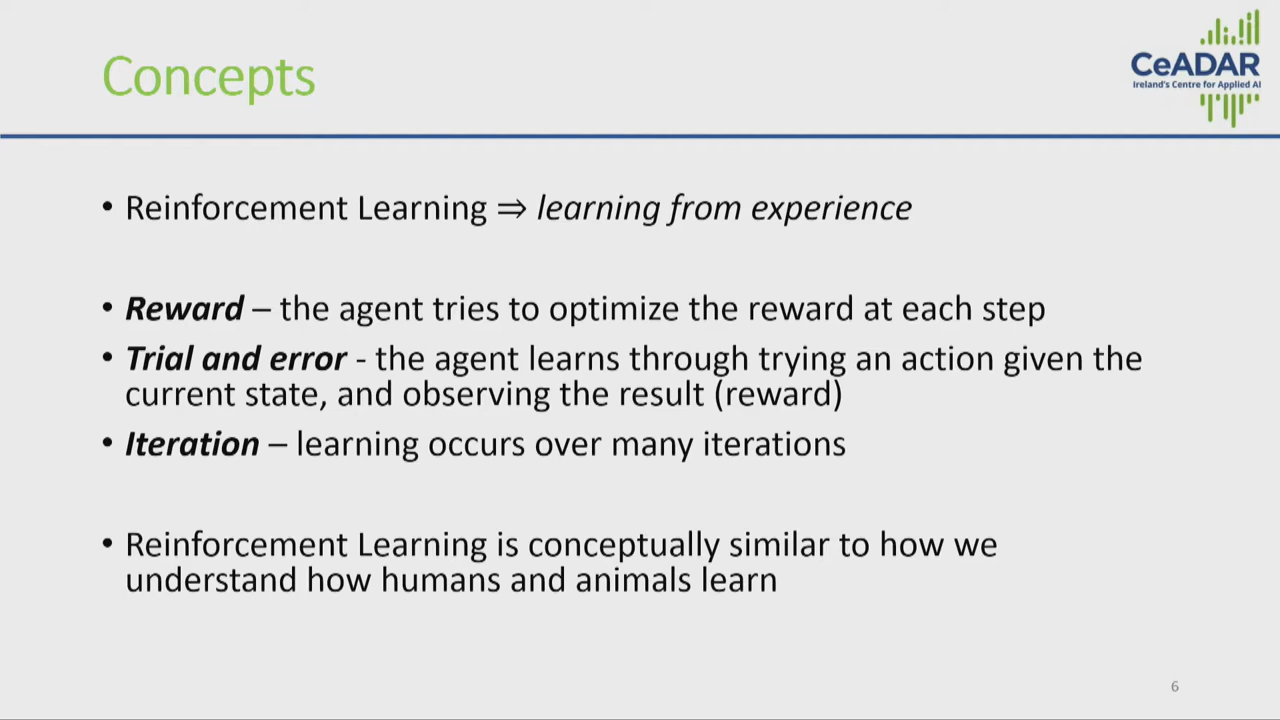 Concepts
CeADAR
Ireland's Centre for Applied AI
• Reinforcement Learning ⇒ learning from experience
• Reward – the agent tries to optimize the reward at each step
• Trial and error - the agent learns through trying an action given the
current state, and observing the result (reward)
• Iteration – learning occurs over many iterations
• Reinforcement Learning is conceptually similar to how we
understand how humans and animals learn
6